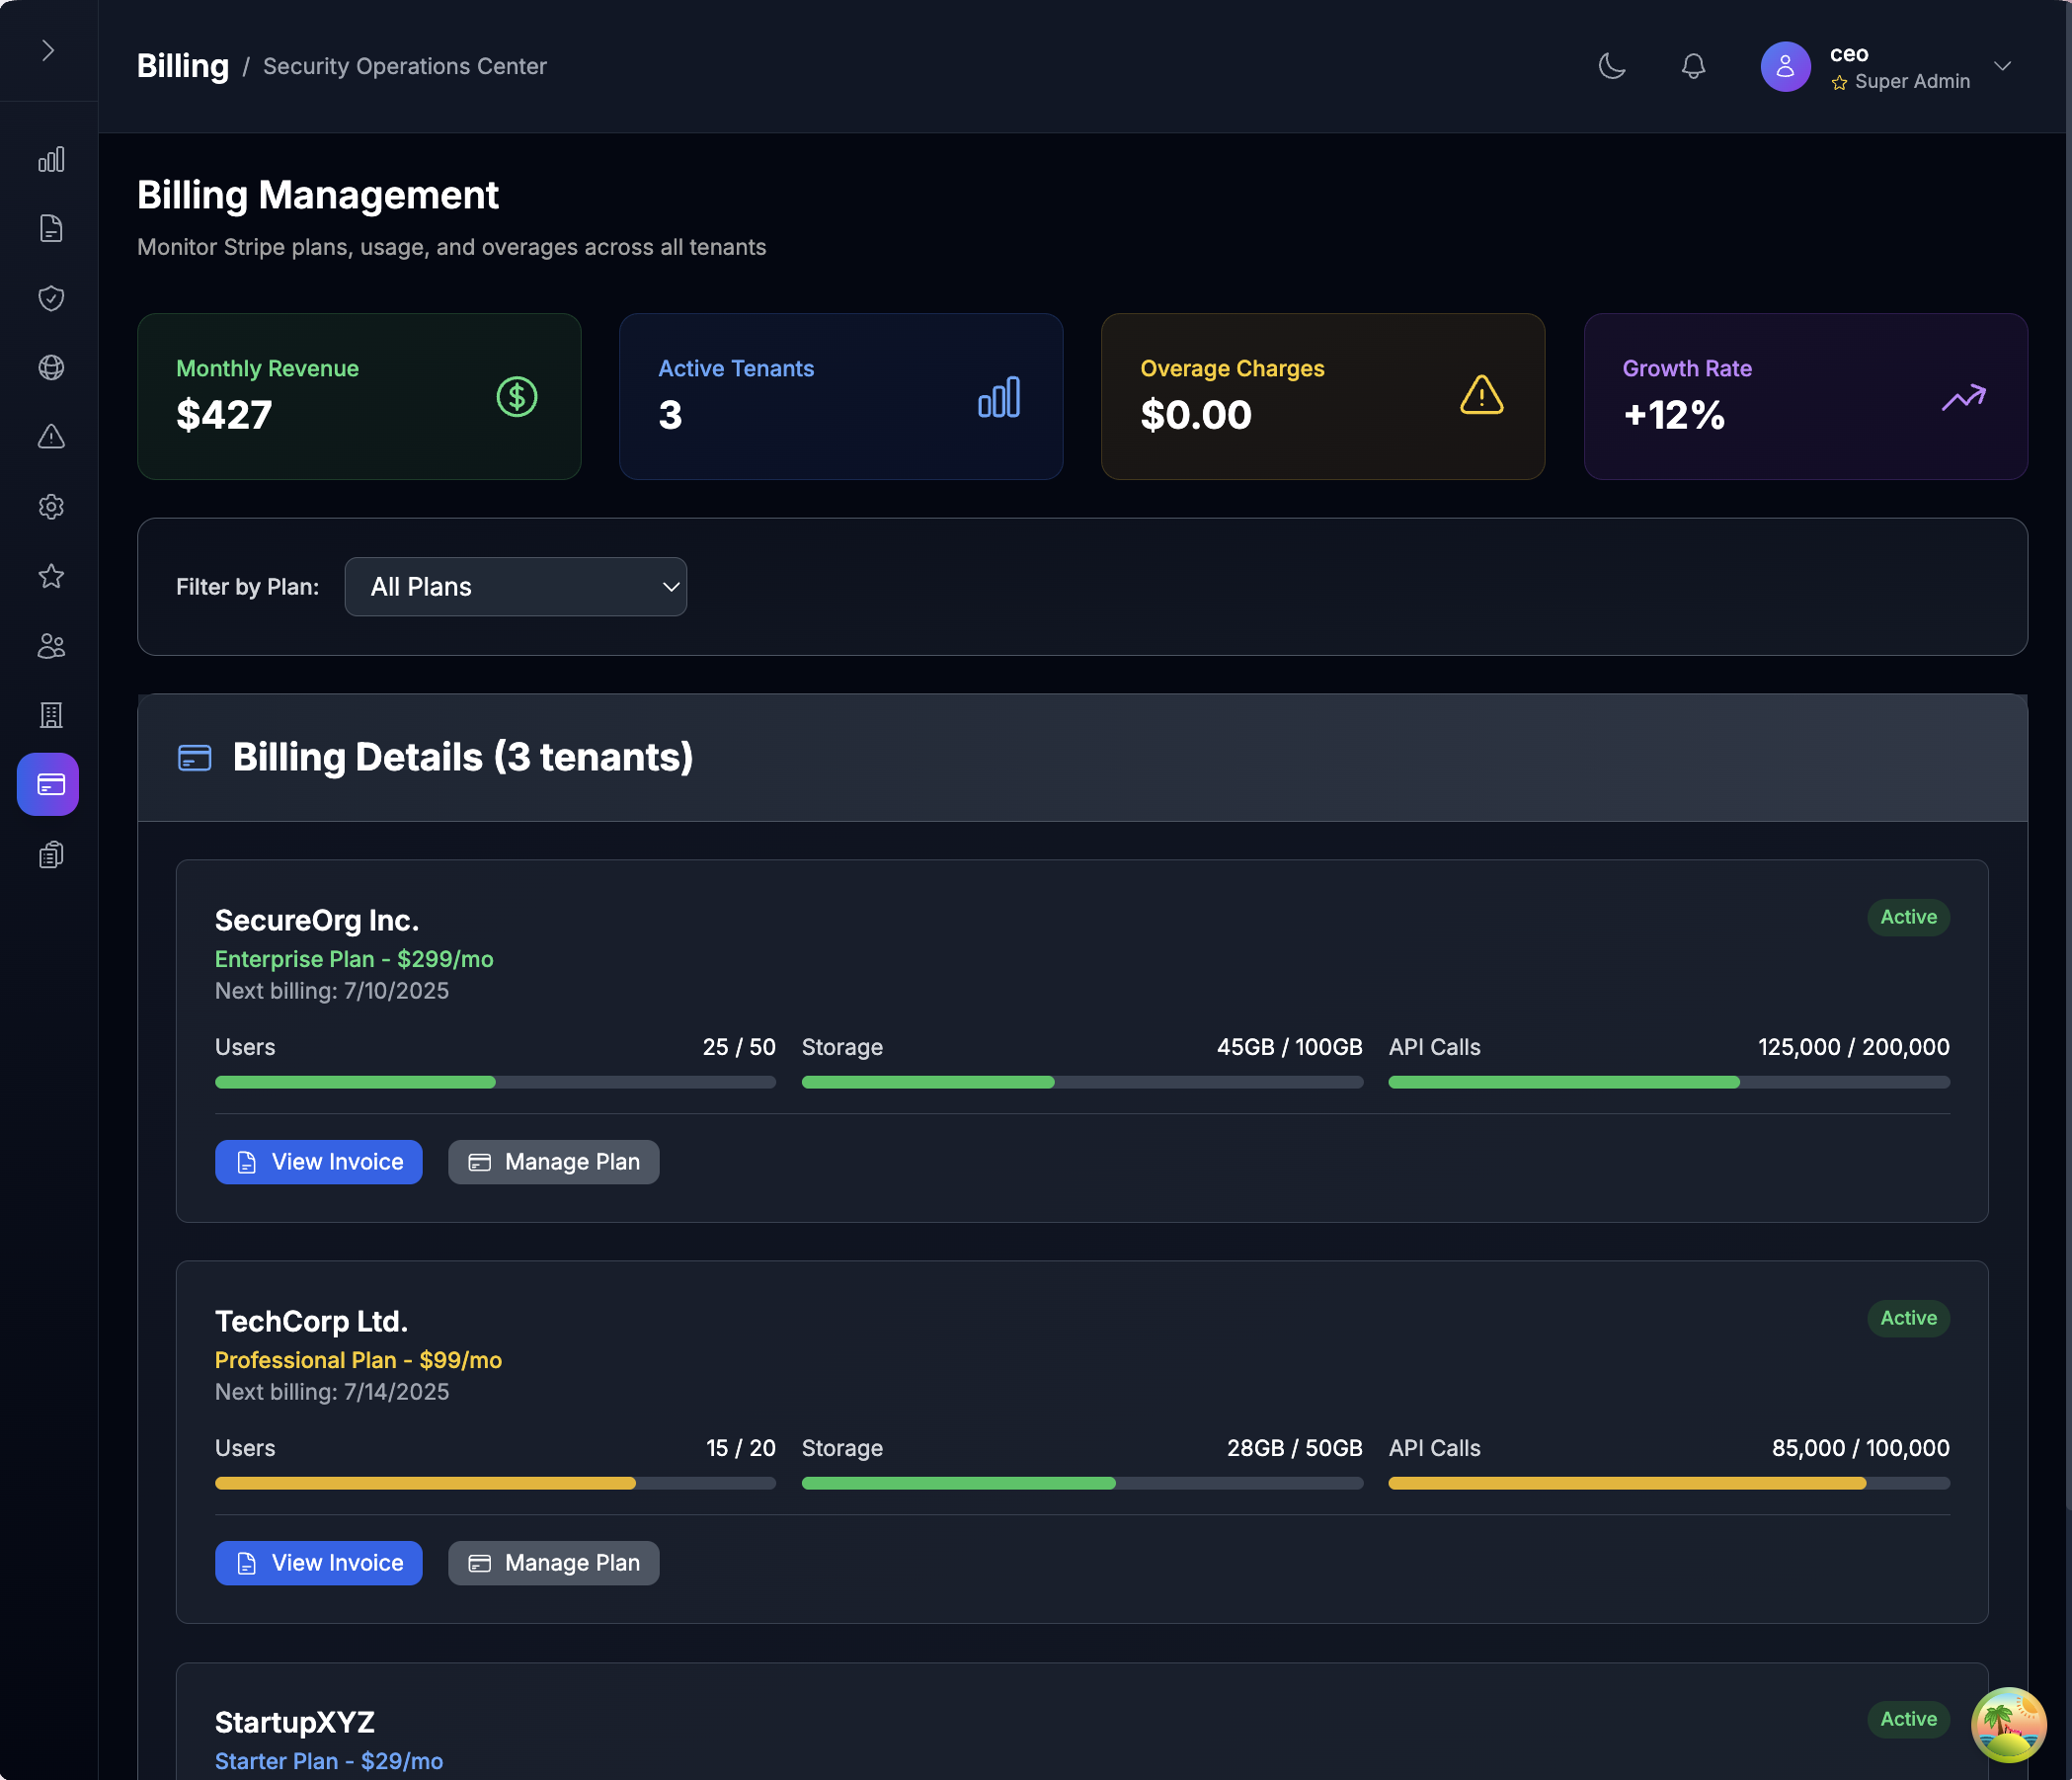 Billing / Security Operations Center
ceo
Super Admin
Billing Management
Monitor Stripe plans, usage, and overages across all tenants
Monthly Revenue
$427
Active Tenants
3
Overage Charges
$0.00
Growth Rate
+12%
Filter by Plan: All Plans
Billing Details (3 tenants)
SecureOrg Inc.
Active
Enterprise Plan - $299/mo
Next billing: 7/10/2025
Users 25 / 50
Storage 45GB / 100GB
API Calls 125,000 / 200,000
View Invoice
Manage Plan
TechCorp Ltd.
Active
Professional Plan - $99/mo
Next billing: 7/14/2025
Users 15 / 20
Storage 28GB / 50GB
API Calls 85,000 / 100,000
View Invoice
Manage Plan
StartupXYZ
Active
Starter Plan - $29/mo